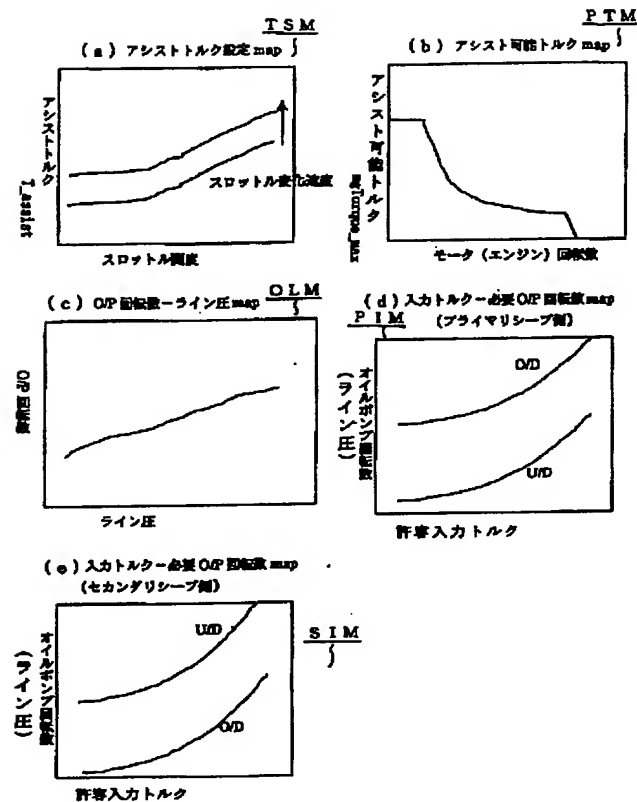 TSM
(a) アシストトルク設定map
アシストトルク
T_assist
スロットル変化速度
スロットル開度
PTM
(b) アシスト可能トルクmap
アシスト可能トルク
mgTorque_max
モータ(エンジン)回転数
(c) O/P回転数-ライン圧map
OLM
O/P回転数
ライン圧
(d) 入力トルク-必要O/P回転数map
(プライマリシーブ側)
PIM
オイルポンプ回転数
(ライン圧)
O/D
U/D
許容入力トルク
(e) 入力トルク-必要O/P回転数map
(セカンダリシーブ側)
SIM
オイルポンプ回転数
(ライン圧)
U/D
O/D
許容入力トルク